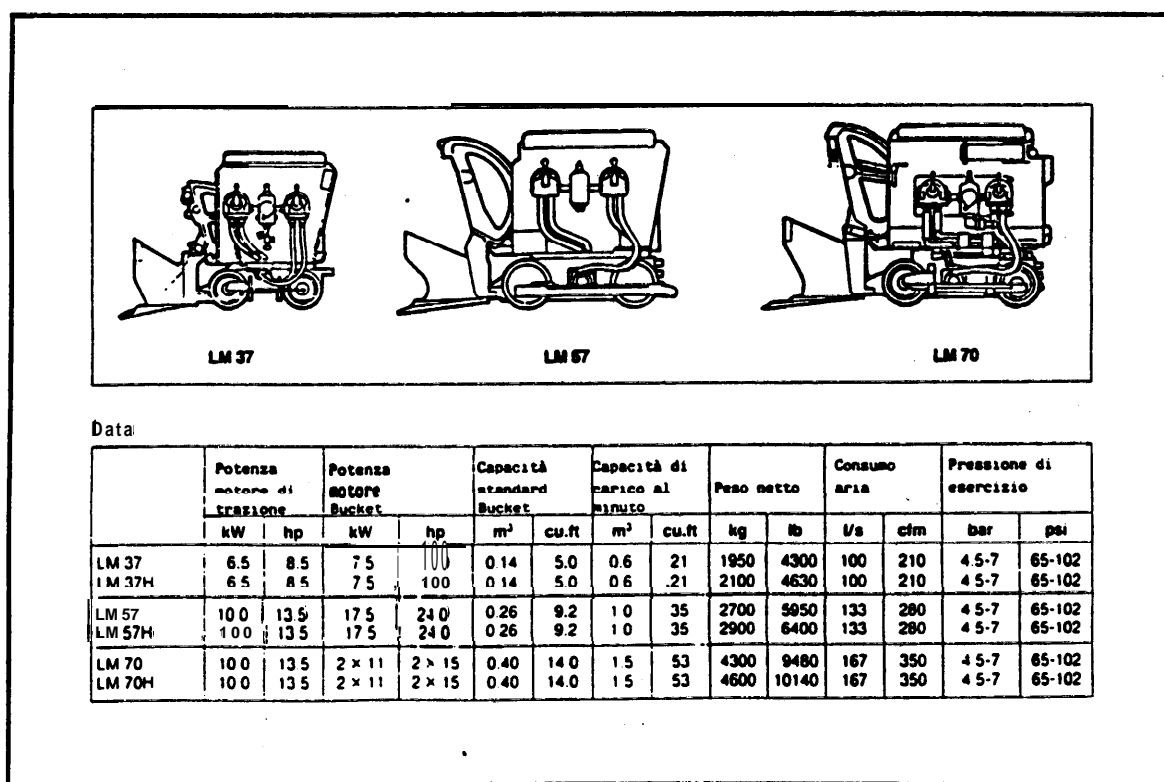 LM 37 LM 57 LM 70
Data
Potenza motore di trazione Potenza motore Bucket Capacità standard Bucket Capacità di carico al minuto Peso netto Consumo aria Pressione di esercizio
kW hp kW hp m³ cu.ft m³ cu.ft kg lb l/s cfm bar psi
LM 37 6.5 8.5 7 5 100 0.14 5.0 0.6 21 1950 4300 100 210 4.5-7 65-102
LM 37H 6.5 8.5 7 5 100 0 14 5.0 0 6 .21 2100 4630 100 210 4 5-7 65-102
LM 57 10 0 13.5 17 5 24 0 0.26 9.2 1 0 35 2700 5950 133 280 4 5-7 65-102
LM 57H 10 0 13 5 17 5 24 0 0 26 9.2 1 0 35 2900 6400 133 280 4 5-7 65-102
LM 70 10 0 13 5 2 × 11 2 × 15 0.40 14 0 1 5 53 4300 9480 167 350 4 5-7 65-102
LM 70H 10 0 13 5 2 × 11 2 × 15 0.40 14.0 1 5 53 4600 10140 167 350 4 5-7 65-102